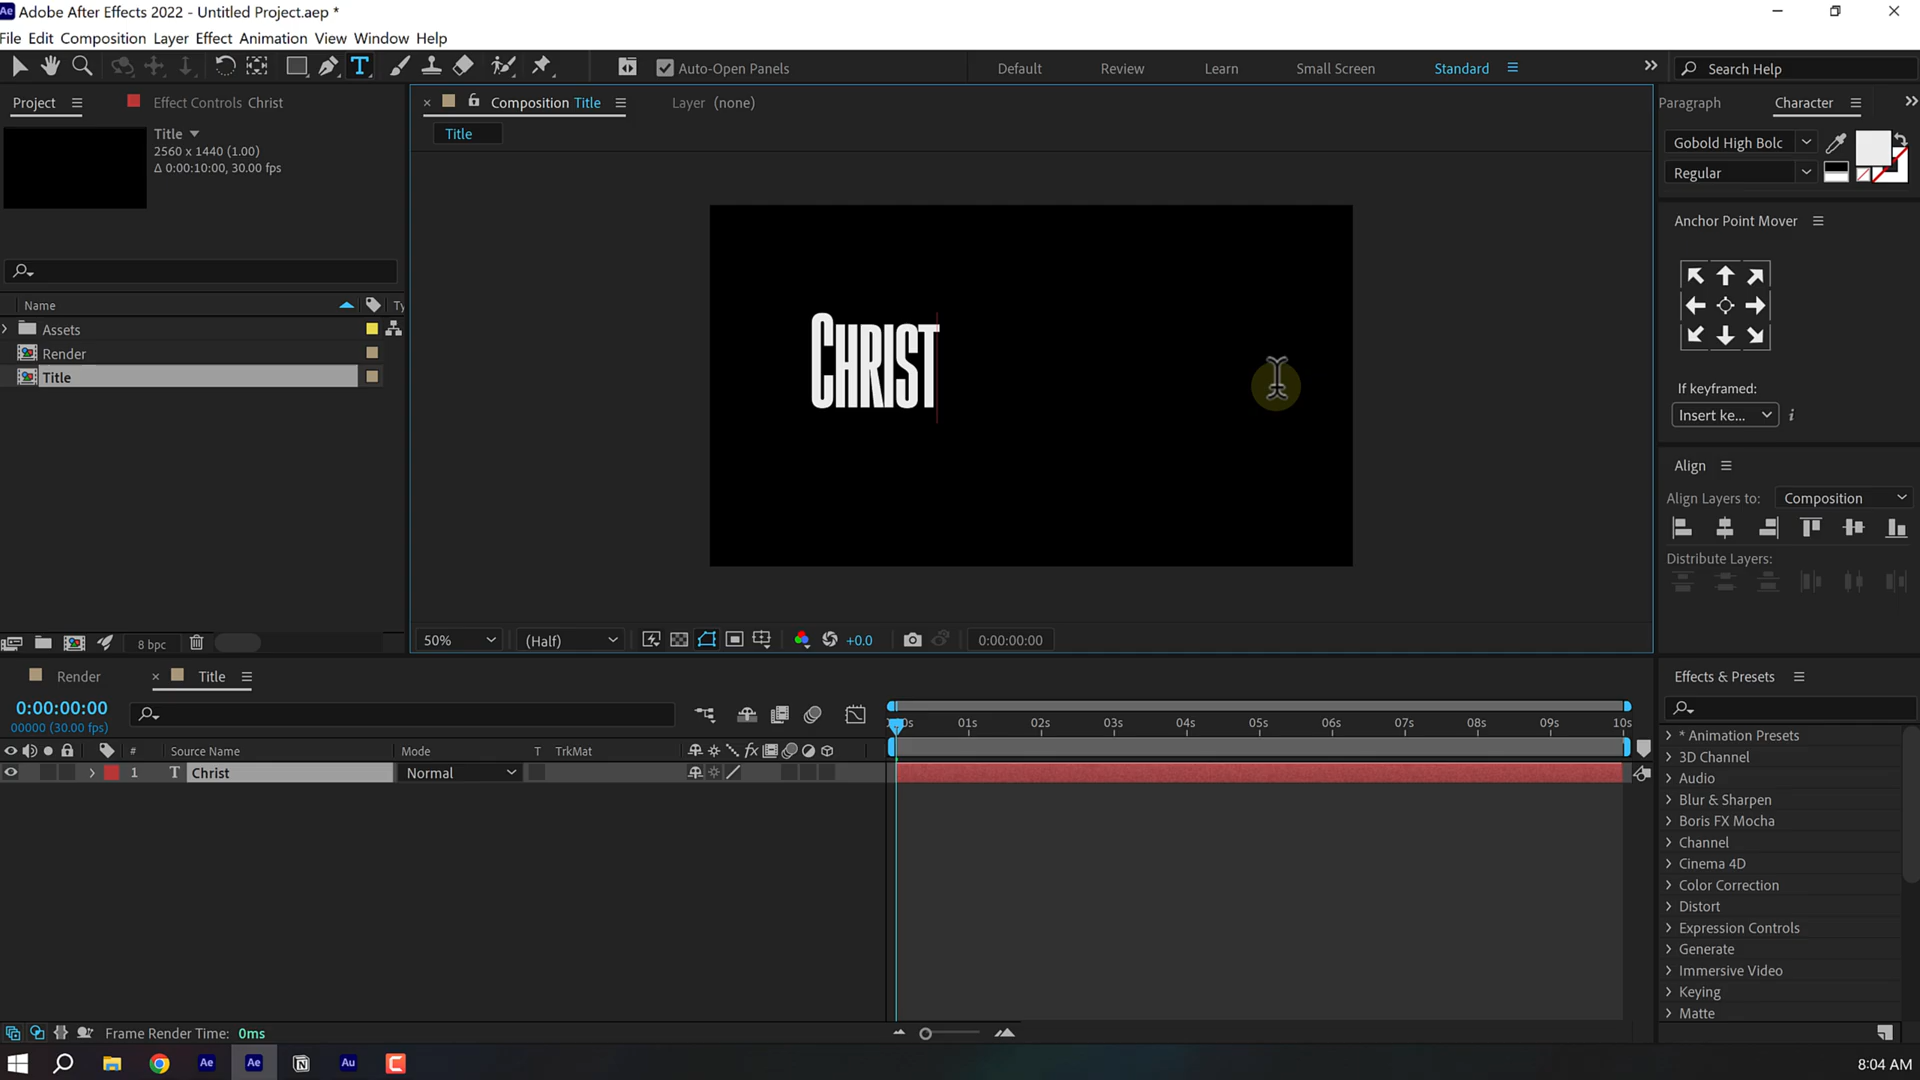 Adobe After Effects 2022 - Untitled Project.aep *
File Edit Composition Layer Effect Animation View Window Help
Auto-Open Panels
Default Review Learn Small Screen Standard
Search Help
Project
Effect Controls Christ
Composition Title
Layer (none)
Paragraph
Character
Title
2560 x 1440 (1.00)
Δ 0:00:10:00, 30.00 fps
Title
Gobold High Bolc
Regular
Anchor Point Mover
Name
Ty
Assets
Render
Title
CHRIST
If keyframed:
Insert ke...
Align
Align Layers to: Composition
Distribute Layers:
8 bpc
50%
(Half)
+0.0
0:00:00:00
Render
Title
0:00:00:00
00000 (30.00 fps)
01s 02s 03s 04s 05s 06s 07s 08s 09s 10s
# Source Name Mode T TrkMat
1 T Christ Normal
Effects & Presets
* Animation Presets
3D Channel
Audio
Blur & Sharpen
Boris FX Mocha
Channel
Cinema 4D
Color Correction
Distort
Expression Controls
Generate
Immersive Video
Keying
Matte
Frame Render Time: 0ms
8:04 AM